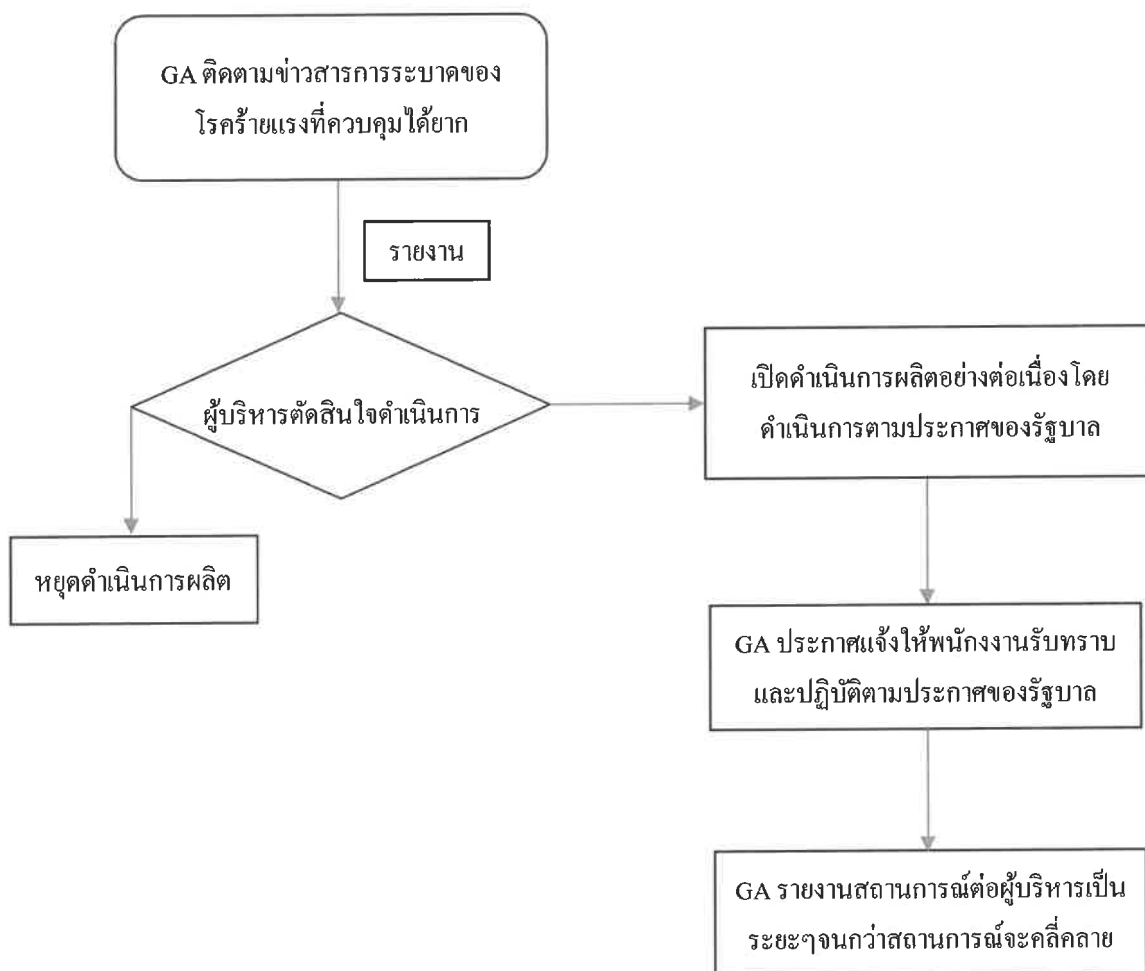 GA ติดตามข่าวสารการระบาดของ
โรคร้ายแรงที่ควบคุมได้ยาก
รายงาน
ผู้บริหารตัดสินใจดำเนินการ
เปิดดำเนินการผลิตอย่างต่อเนื่องโดย
ดำเนินการตามประกาศของรัฐบาล
หยุดดำเนินการผลิต
GA ประกาศแจ้งให้พนักงงานรับทราบ
และปฏิบัติตามประกาศของรัฐบาล
GA รายงานสถานการณ์ต่อผู้บริหารเป็น
ระยะๆจนกว่าสถานการณ์จะคลี่คลาย